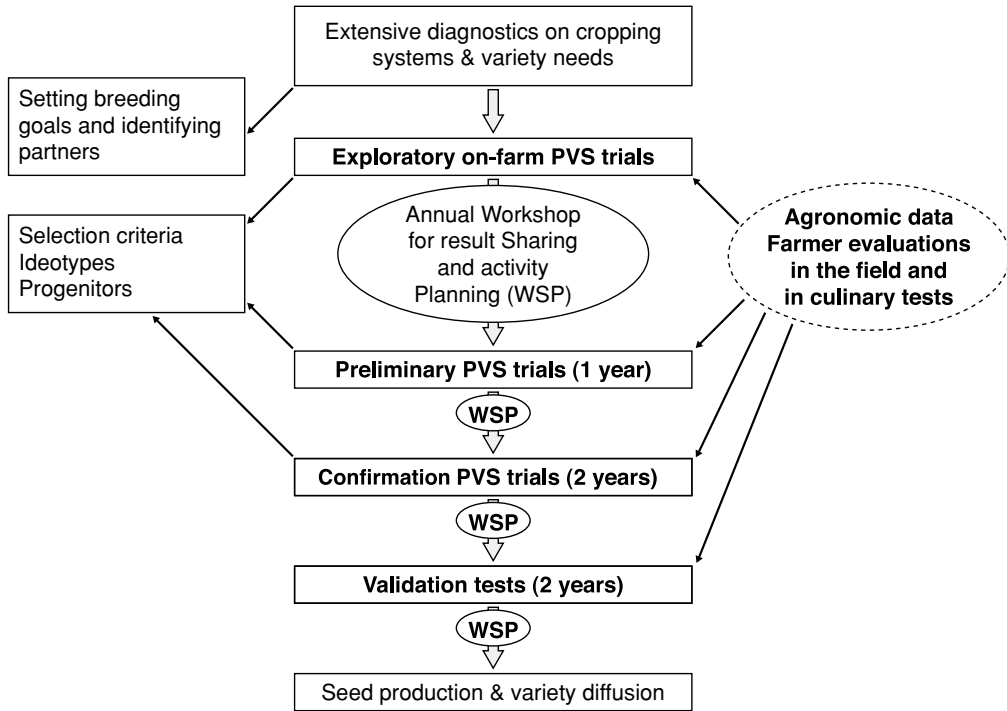 Extensive diagnostics on cropping
systems & variety needs
Setting breeding
goals and identifying
partners
Exploratory on-farm PVS trials
Selection criteria
Ideotypes
Progenitors
Annual Workshop
for result Sharing
and activity
Planning (WSP)
Agronomic data
Farmer evaluations
in the field and
in culinary tests
Preliminary PVS trials (1 year)
WSP
Confirmation PVS trials (2 years)
WSP
Validation tests (2 years)
WSP
Seed production & variety diffusion